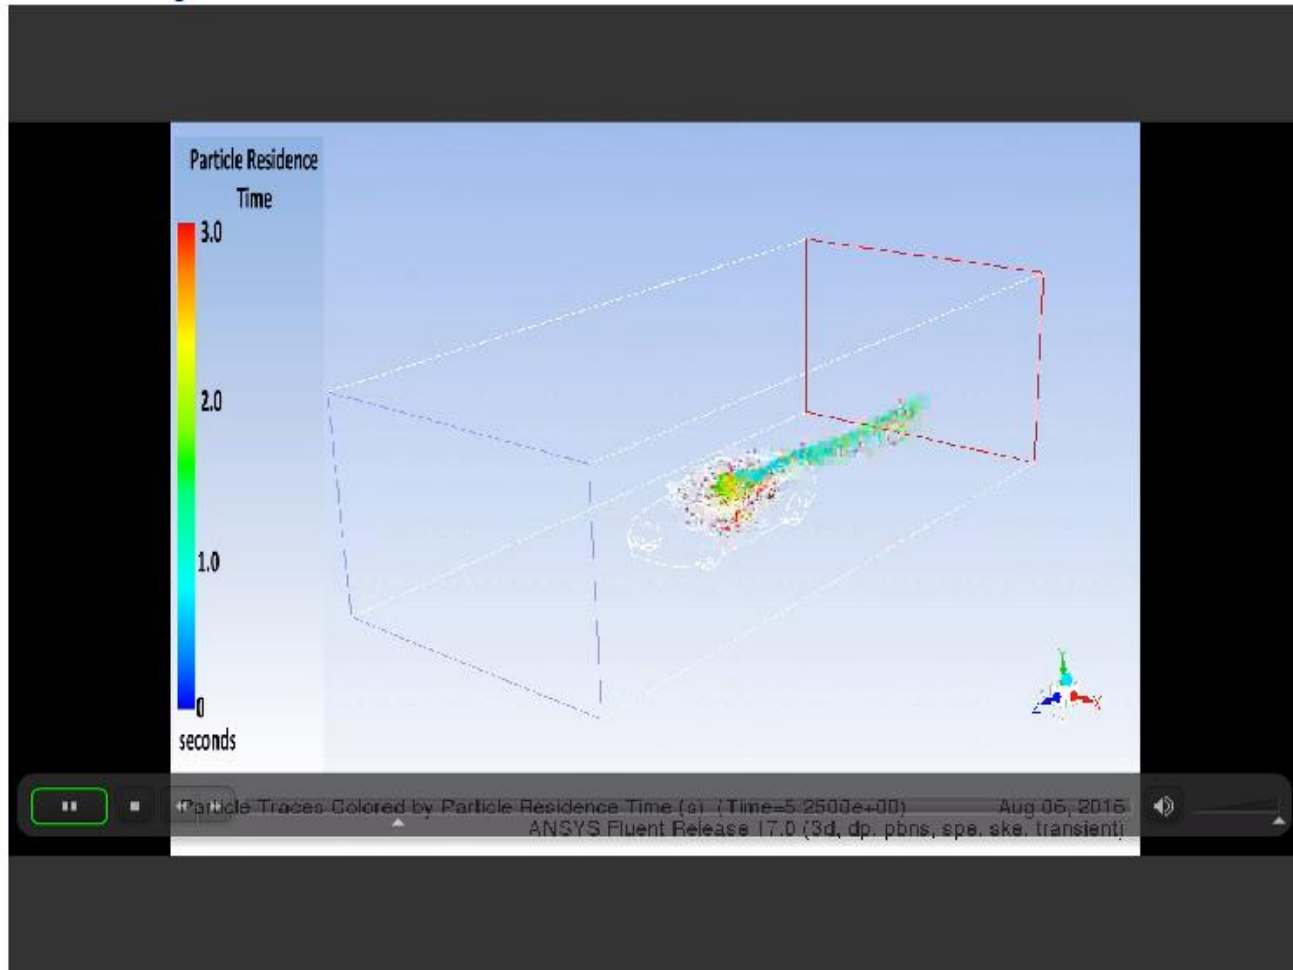 Particle Residence
Time
3.0
2.0
1.0
0
seconds
Particle Traces Colored by Particle Residence Time (s) (Time=5.2500e+00)
Aug 06, 2016
ANSYS Fluent Release 17.0 (3d, dp, pbns, spe, ske, transient)